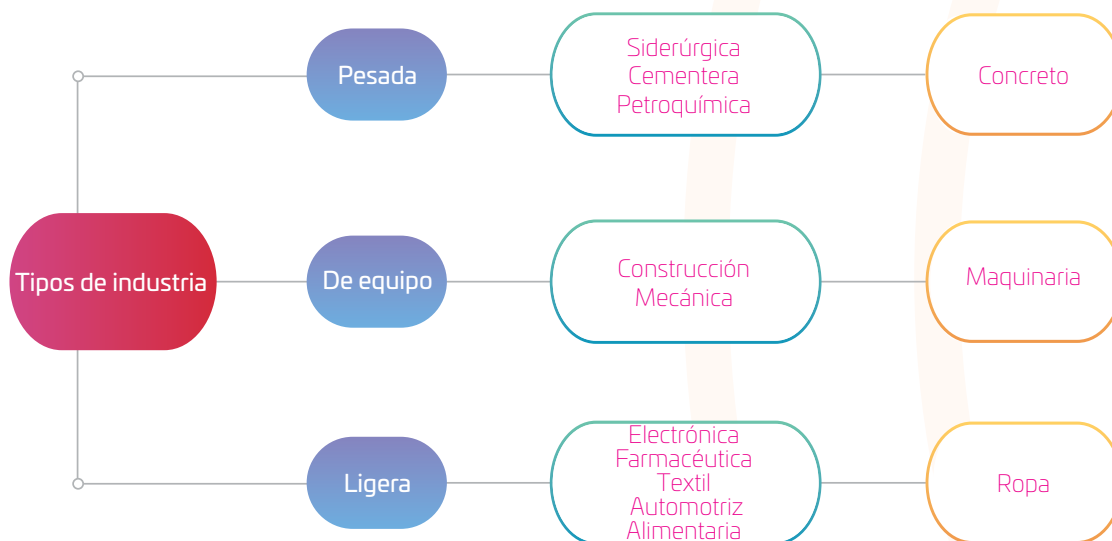 Pesada
Siderúrgica
Cementera
Petroquímica
Concreto
Tipos de industria
De equipo
Construcción
Mecánica
Maquinaria
Ligera
Electrónica
Farmacéutica
Textil
Automotriz
Alimentaria
Ropa